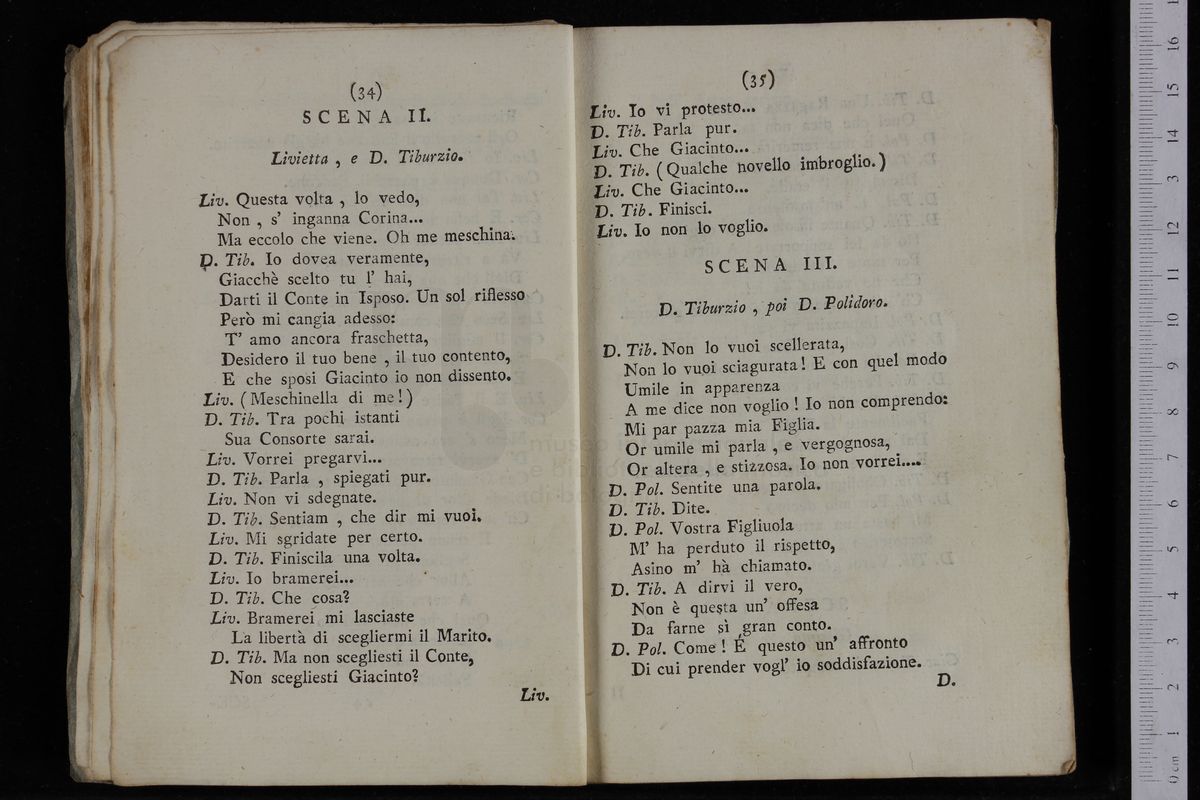 (34)
SCENA II.
Livietta , e D. Tiburzio.
Liv. Questa volta , lo vedo,
Non , s' inganna Corina...
Ma eccolo che viene. Oh me meschina.
D. Tib. Io dovea veramente,
Giacchè scelto tu l' hai,
Darti il Conte in Isposo. Un sol riflesso
Però mi cangia adesso:
T' amo ancora fraschetta,
Desidero il tuo bene , il tuo contento,
E che sposi Giacinto io non dissento.
Liv. (Meschinella di me!)
D. Tib. Tra pochi istanti
Sua Consorte sarai.
Liv. Vorrei pregarvi...
D. Tib. Parla , spiegati pur.
Liv. Non vi sdegnate.
D. Tib. Sentiam , che dir mi vuoi.
Liv. Mi sgridate per certo.
D. Tib. Finiscila una volta.
Liv. Io bramerei...
D. Tib. Che cosa?
Liv. Bramerei mi lasciaste
La libertà di scegliermi il Marito.
D. Tib. Ma non scegliesti il Conte,
Non scegliesti Giacinto?
Liv.
(35)
Liv. Io vi protesto...
D. Tib. Parla pur.
Liv. Che Giacinto...
D. Tib. (Qualche novello imbroglio.)
Liv. Che Giacinto...
D. Tib. Finisci.
Liv. Io non lo voglio.
SCENA III.
D. Tiburzio , poi D. Polidoro.
D. Tib. Non lo vuoi scellerata,
Non lo vuoi sciagurata! E con quel modo
Umile in apparenza
A me dice non voglio! Io non comprendo:
Mi par pazza mia Figlia.
Or umile mi parla , e vergognosa,
Or altera , e stizzosa. Io non vorrei....
D. Pol. Sentite una parola.
D. Tib. Dite.
D. Pol. Vostra Figliuola
M' ha perduto il rispetto,
Asino m' hà chiamato.
D. Tib. A dirvi il vero,
Non è questa un' offesa
Da farne sì gran conto.
D. Pol. Come! É questo un' affronto
Di cui prender vogl' io soddisfazione.
D.